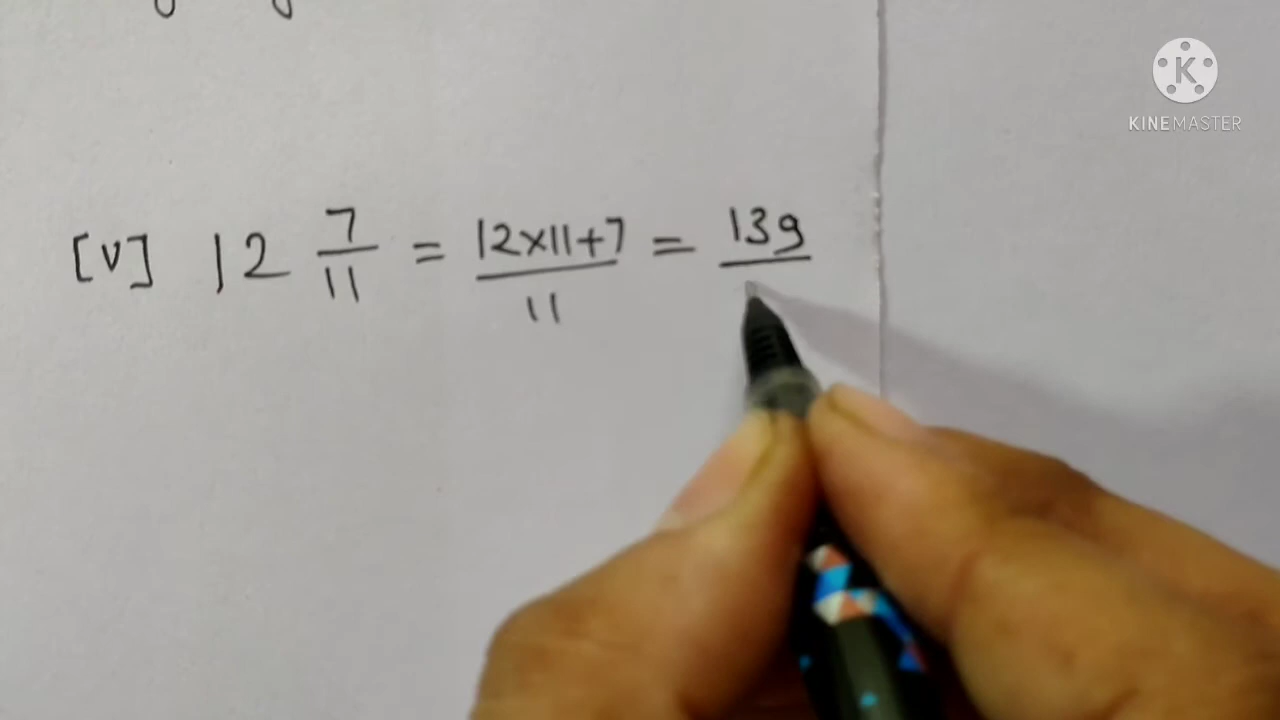 KINEMASTER
[V] 12 7/11 = 12×11+7/11 = 139/